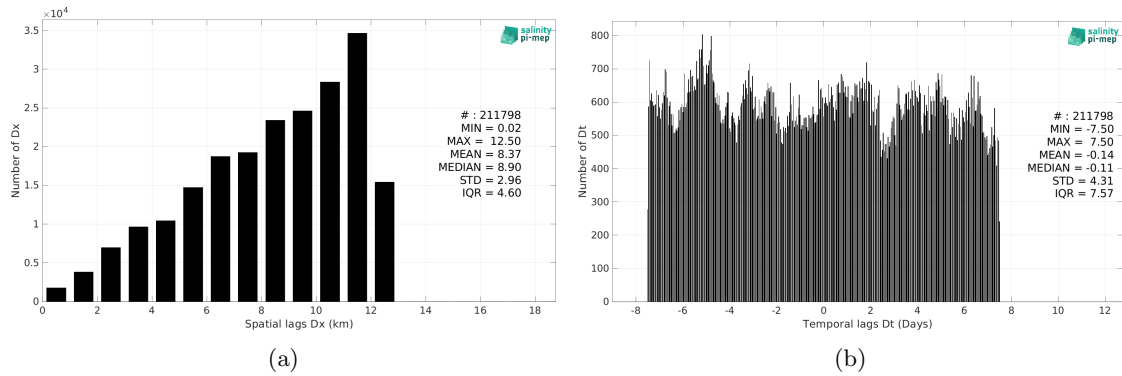 ×10⁴
3.5
3
2.5
2
1.5
1
0.5
0
Number of Dx
0 2 4 6 8 10 12 14 16 18
Spatial lags Dx (km)
salinity
pi-mep
# : 211798
MIN = 0.02
MAX = 12.50
MEAN = 8.37
MEDIAN = 8.90
STD = 2.96
IQR = 4.60
(a)
800
700
600
500
400
300
200
100
0
Number of Dt
-8 -6 -4 -2 0 2 4 6 8 10 12
Temporal lags Dt (Days)
salinity
pi-mep
# : 211798
MIN = -7.50
MAX = 7.50
MEAN = -0.14
MEDIAN = -0.11
STD = 4.31
IQR = 7.57
(b)